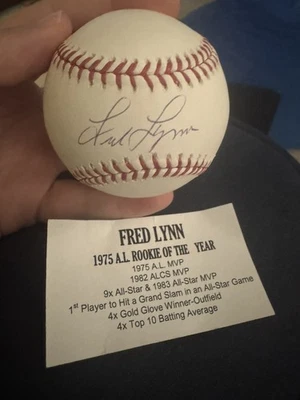 Fred Lynn
FRED LYNN
1975 A.L. ROOKIE OF THE YEAR
1975 A.L. MVP
1982 ALCS MVP
9x All-Star & 1983 All-Star MVP
1st Player to Hit a Grand Slam in an All-Star Game
4x Gold Glove Winner-Outfield
4x Top 10 Batting Average